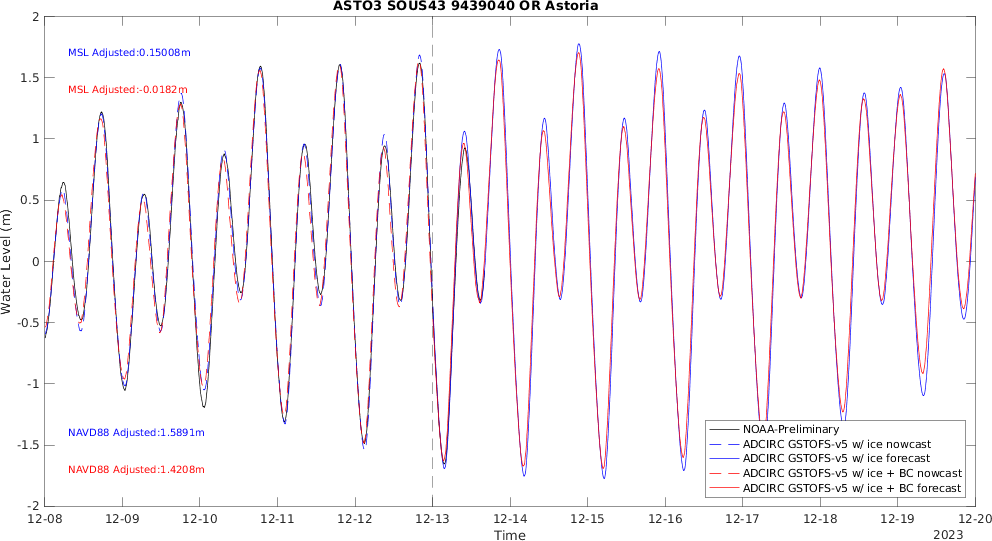 ASTO3 SOUS43 9439040 OR Astoria
2
1.5
1
0.5
0
-0.5
-1
-1.5
-2
Water Level (m)
MSL Adjusted:0.15008m
MSL Adjusted:-0.0182m
NAVD88 Adjusted:1.5891m
NAVD88 Adjusted:1.4208m
NOAA-Preliminary
ADCIRC GSTOFS-v5 w/ ice nowcast
ADCIRC GSTOFS-v5 w/ ice forecast
ADCIRC GSTOFS-v5 w/ice + BC nowcast
ADCIRC GSTOFS-v5 w/ice + BC forecast
12-08 12-09 12-10 12-11 12-12 12-13 12-14 12-15 12-16 12-17 12-18 12-19 12-20
Time
2023